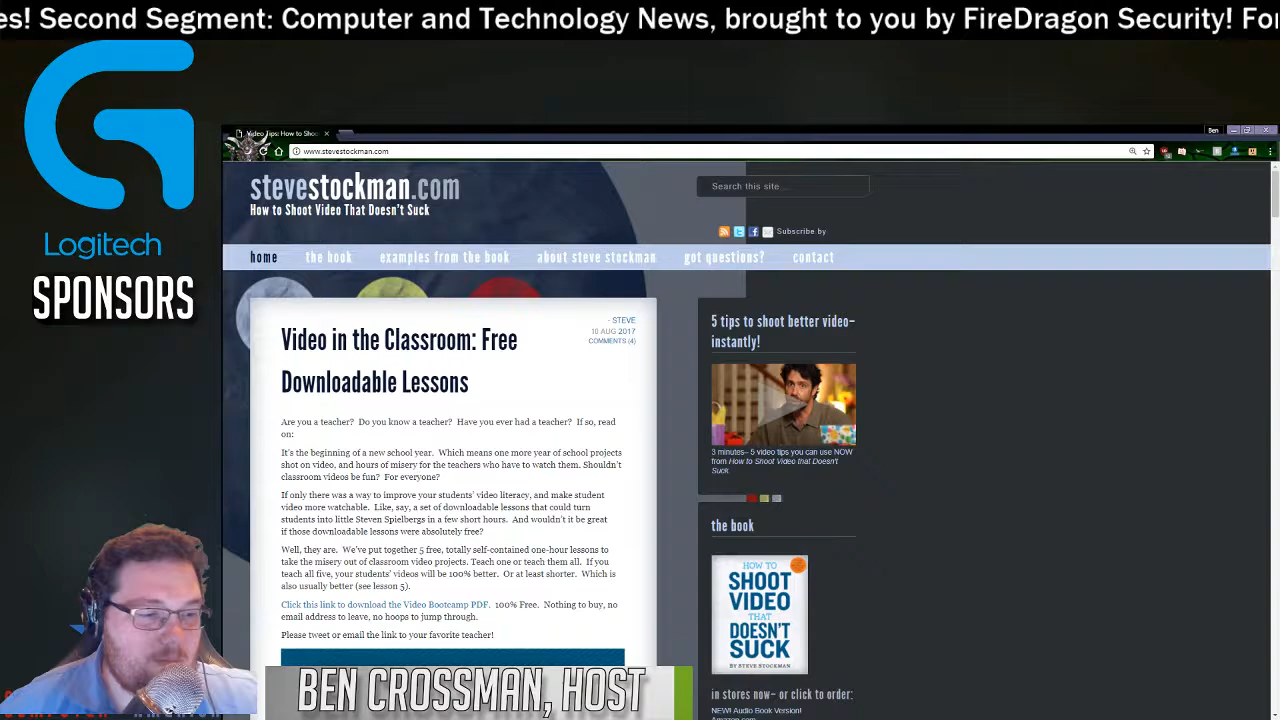 es! Second Segment: Computer and Technology News, brought to you by FireDragon Security! Fo
Logitech
SPONSORS
Video Tips: How to Shoo
Ben
www.stevestockman.com
stevestockman.com
How to Shoot Video That Doesn't Suck
Search this site ...
Subscribe by
home
the book
examples from the book
about steve stockman
got questions?
contact
Video in the Classroom: Free
Downloadable Lessons
- STEVE
10 AUG 2017
COMMENTS (4)
Are you a teacher? Do you know a teacher? Have you ever had a teacher? If so, read
on:
It's the beginning of a new school year. Which means one more year of school projects
shot on video, and hours of misery for the teachers who have to watch them. Shouldn't
classroom videos be fun? For everyone?
If only there was a way to improve your students' video literacy, and make student
video more watchable. Like, say, a set of downloadable lessons that could turn
students into little Steven Spielbergs in a few short hours. And wouldn't it be great
if those downloadable lessons were absolutely free?
Well, they are. We've put together 5 free, totally self-contained one-hour lessons to
take the misery out of classroom video projects. Teach one or teach them all. If you
teach all five, your students' videos will be 100% better. Or at least shorter. Which is
also usually better (see lesson 5).
Click this link to download the Video Bootcamp PDF. 100% Free. Nothing to buy, no
email address to leave, no hoops to jump through.
Please tweet or email the link to your favorite teacher!
5 tips to shoot better video–
instantly!
3 minutes– 5 video tips you can use NOW
from How to Shoot Video that Doesn't
Suck
the book
HOW TO
SHOOT
VIDEO
THAT
DOESN'T
SUCK
BY STEVE STOCKMAN
in stores now– or click to order:
NEW! Audio Book Version!
BEN CROSSMAN, HOST